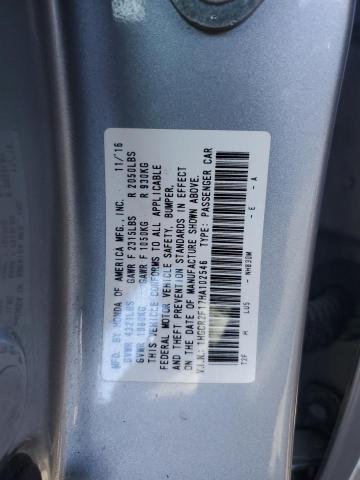 MFD. BY HONDA OF AMERICA MFG., INC. 11/16
GVWR 4321LBS GAWR F 2315LBS R 2050LBS
GVWR 1960KG GAWR F 1050KG R 930KG
THIS VEHICLE CONFORMS TO ALL APPLICABLE
FEDERAL MOTOR VEHICLE SAFETY, BUMPER,
AND THEFT PREVENTION STANDARDS IN EFFECT
ON THE DATE OF MANUFACTURE SHOWN ABOVE.
V.I.N.: 1HGCR2F17HA102546 TYPE: PASSENGER CAR
T2F H LU5 - NH830M - E - A